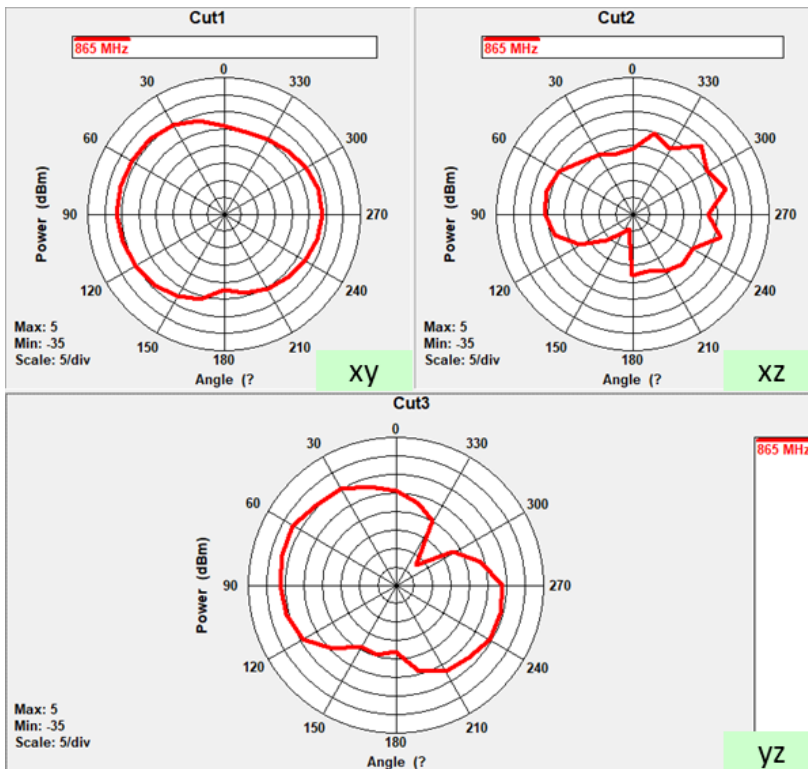 Cut1
865 MHz
0
30
330
60
300
90
270
120
240
150
210
180
Power (dBm)
Max: 5
Min: -35
Scale: 5/div
Angle (?
xy
Cut2
865 MHz
0
30
330
60
300
90
270
120
240
150
210
180
Power (dBm)
Max: 5
Min: -35
Scale: 5/div
Angle (?
xz
Cut3
865 MHz
0
30
330
60
300
90
270
120
240
150
210
180
Power (dBm)
Max: 5
Min: -35
Scale: 5/div
Angle (?
yz